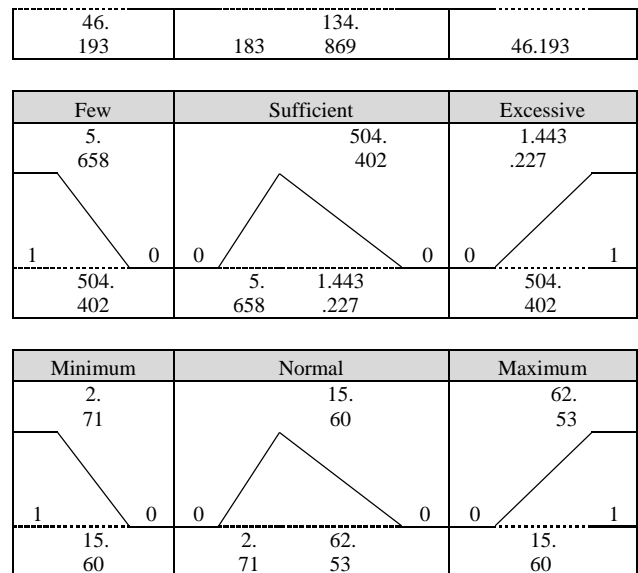 46. 134.
193 183 869 46.193
Few Sufficient Excessive
5. 504. 1.443
658 402 .227
1 0 0 0 0 1
504. 5. 1.443 504.
402 658 .227 402
Minimum Normal Maximum
2. 15. 62.
71 60 53
1 0 0 0 0 1
15. 2. 62. 15.
60 71 53 60